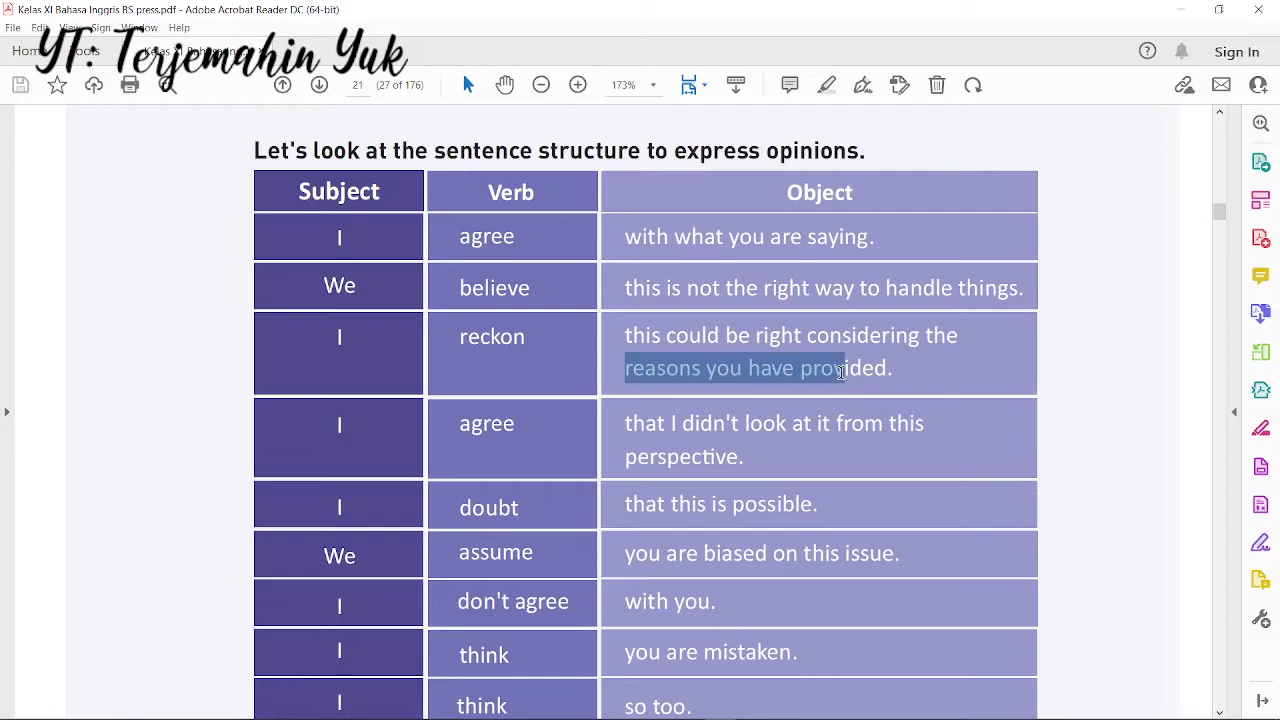 Kelas XI Bahasa Inggris BS press.pdf - Adobe Acrobat Reader DC (64-bit)
File Edit View Sign Window Help
YT: Terjemahin Yuk
Home Tools Kelas XI Bahasa
Sign In
21 (27 of 176) 173%
Let's look at the sentence structure to express opinions.
Subject Verb Object
I agree with what you are saying.
We believe this is not the right way to handle things.
I reckon this could be right considering the
reasons you have provided.
I agree that I didn't look at it from this
perspective.
I doubt that this is possible.
We assume you are biased on this issue.
I don't agree with you.
I think you are mistaken.
I think so too.